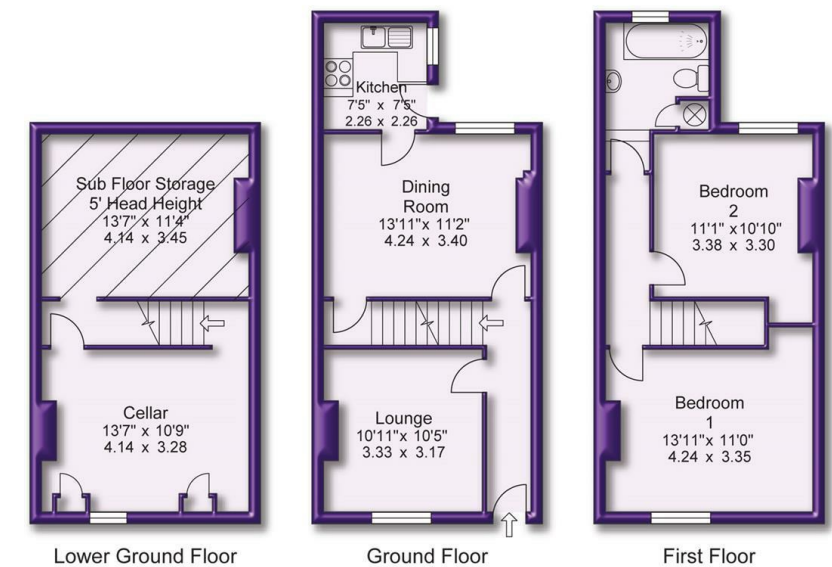 Sub Floor Storage
5' Head Height
13'7" x 11'4"
4.14 x 3.45
Cellar
13'7" x 10'9"
4.14 x 3.28
Lower Ground Floor
Kitchen
7'5" x 7'5"
2.26 x 2.26
Dining
Room
13'11"x 11'2"
4.24 x 3.40
Lounge
10'11"x 10'5"
3.33 x 3.17
Ground Floor
Bedroom
2
11'1" x10'10"
3.38 x 3.30
Bedroom
1
13'11"x 11'0"
4.24 x 3.35
First Floor